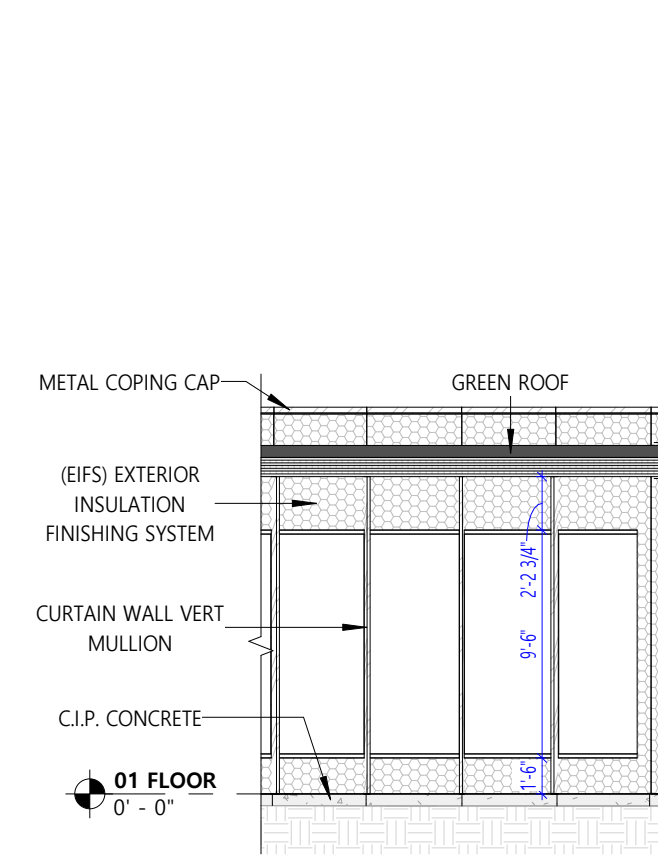 METAL COPING CAP
GREEN ROOF
(EIFS) EXTERIOR
INSULATION
FINISHING SYSTEM
2'-2 3/4"
CURTAIN WALL VERT
MULLION
9'-6"
C.I.P. CONCRETE
1'-6"
01 FLOOR
0' - 0"